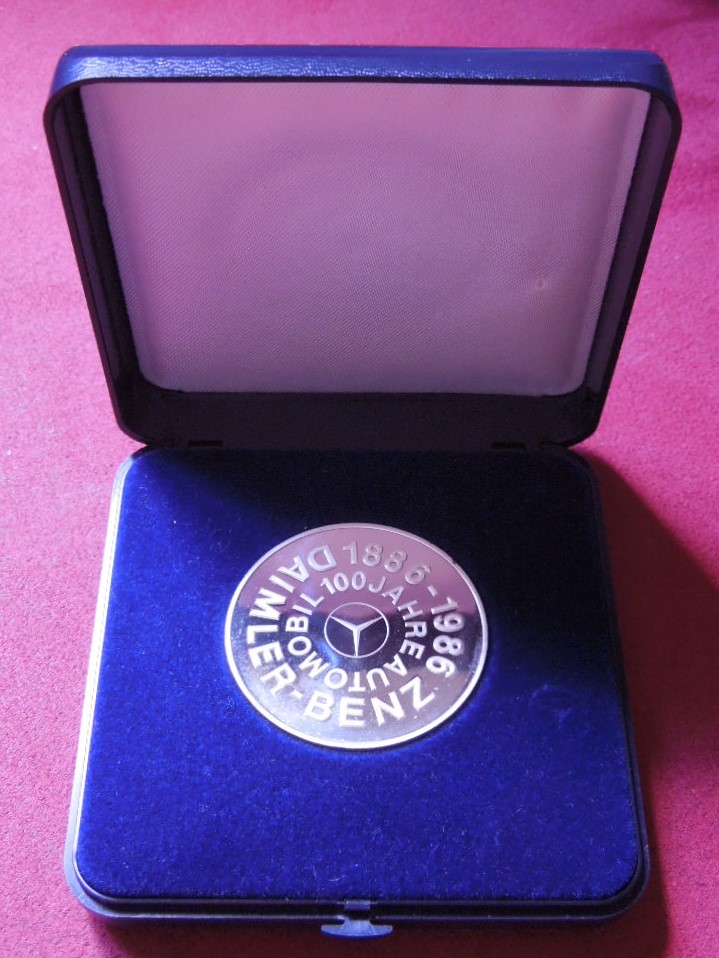 1886-1986
DAIMLER-BENZ
100 JAHRE AUTOMOBIL